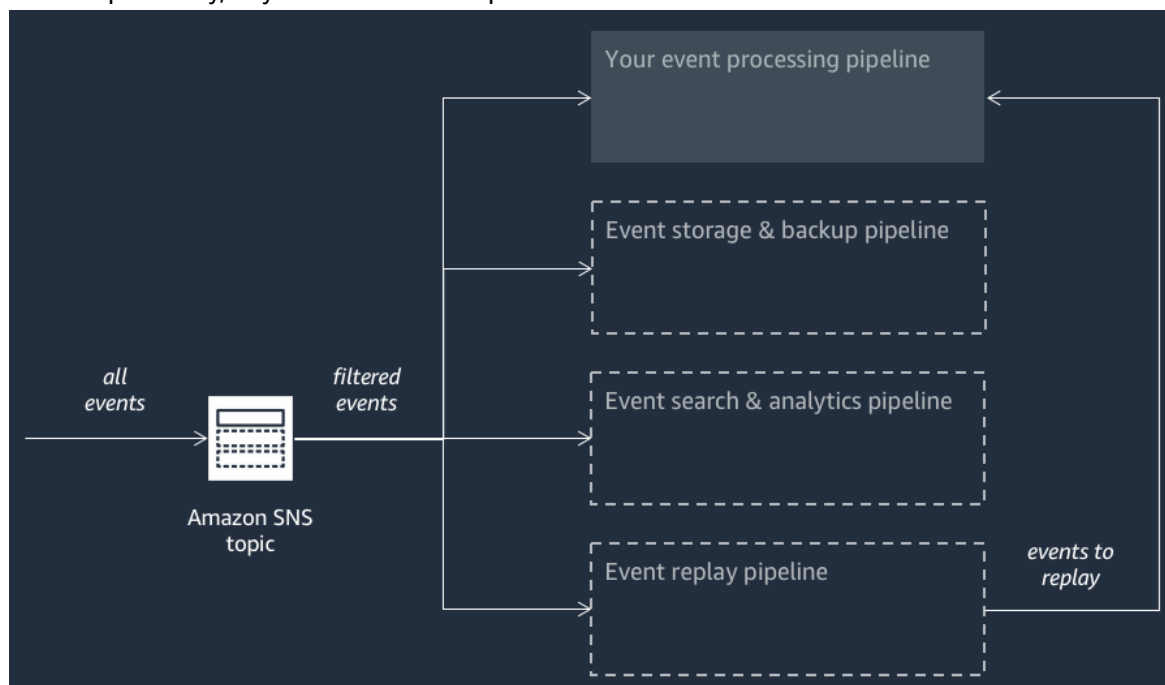 Your event processing pipeline
Event storage & backup pipeline
all
events
filtered
events
Event search & analytics pipeline
Amazon SNS
topic
Event replay pipeline
events to
replay